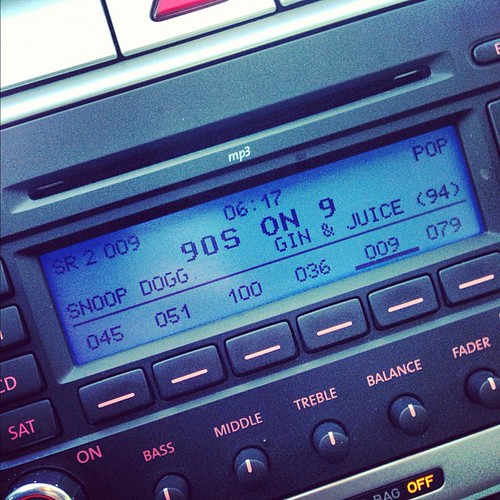 mp3
06:17 POP
SR 2 009 90S ON 9
SNOOP DOGG GIN & JUICE (94)
045 051 100 036 009 079
CD
SAT
ON BASS MIDDLE TREBLE BALANCE FADER
BAG OFF